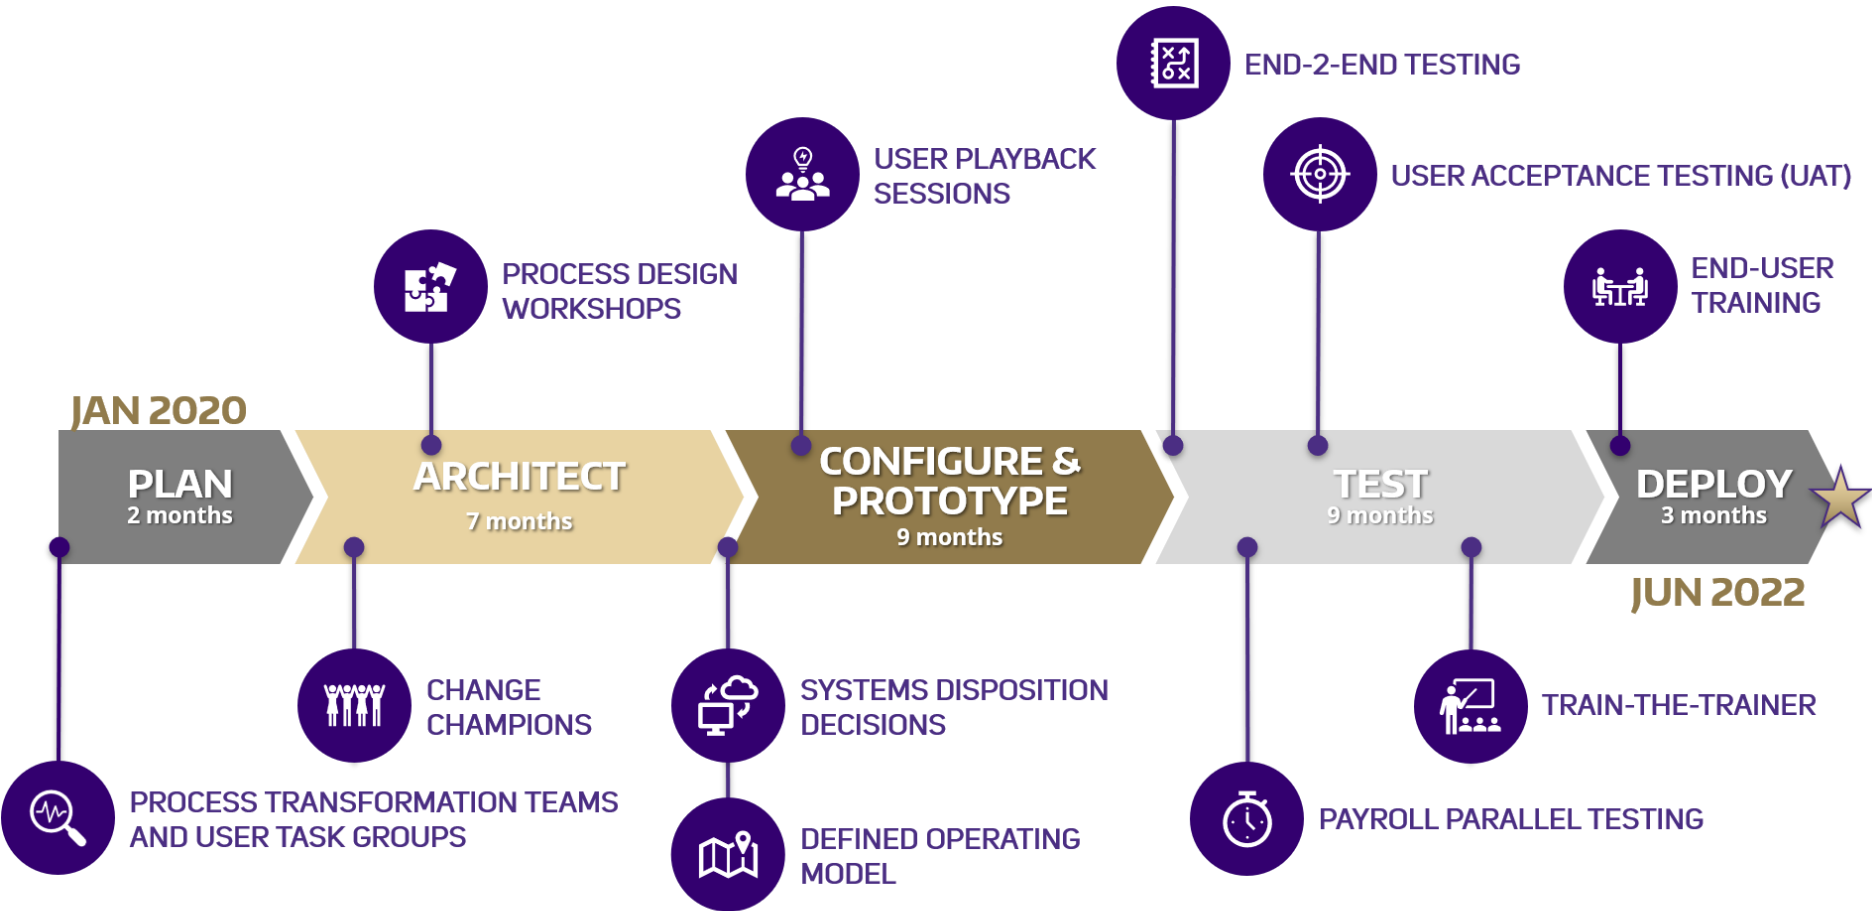 END-2-END TESTING
USER PLAYBACK
SESSIONS
USER ACCEPTANCE TESTING (UAT)
PROCESS DESIGN
WORKSHOPS
END-USER
TRAINING
JAN 2020
PLAN
2 months
ARCHITECT
7 months
CONFIGURE &
PROTOTYPE
9 months
TEST
9 months
DEPLOY
3 months
JUN 2022
CHANGE
CHAMPIONS
SYSTEMS DISPOSITION
DECISIONS
TRAIN-THE-TRAINER
PROCESS TRANSFORMATION TEAMS
AND USER TASK GROUPS
DEFINED OPERATING
MODEL
PAYROLL PARALLEL TESTING